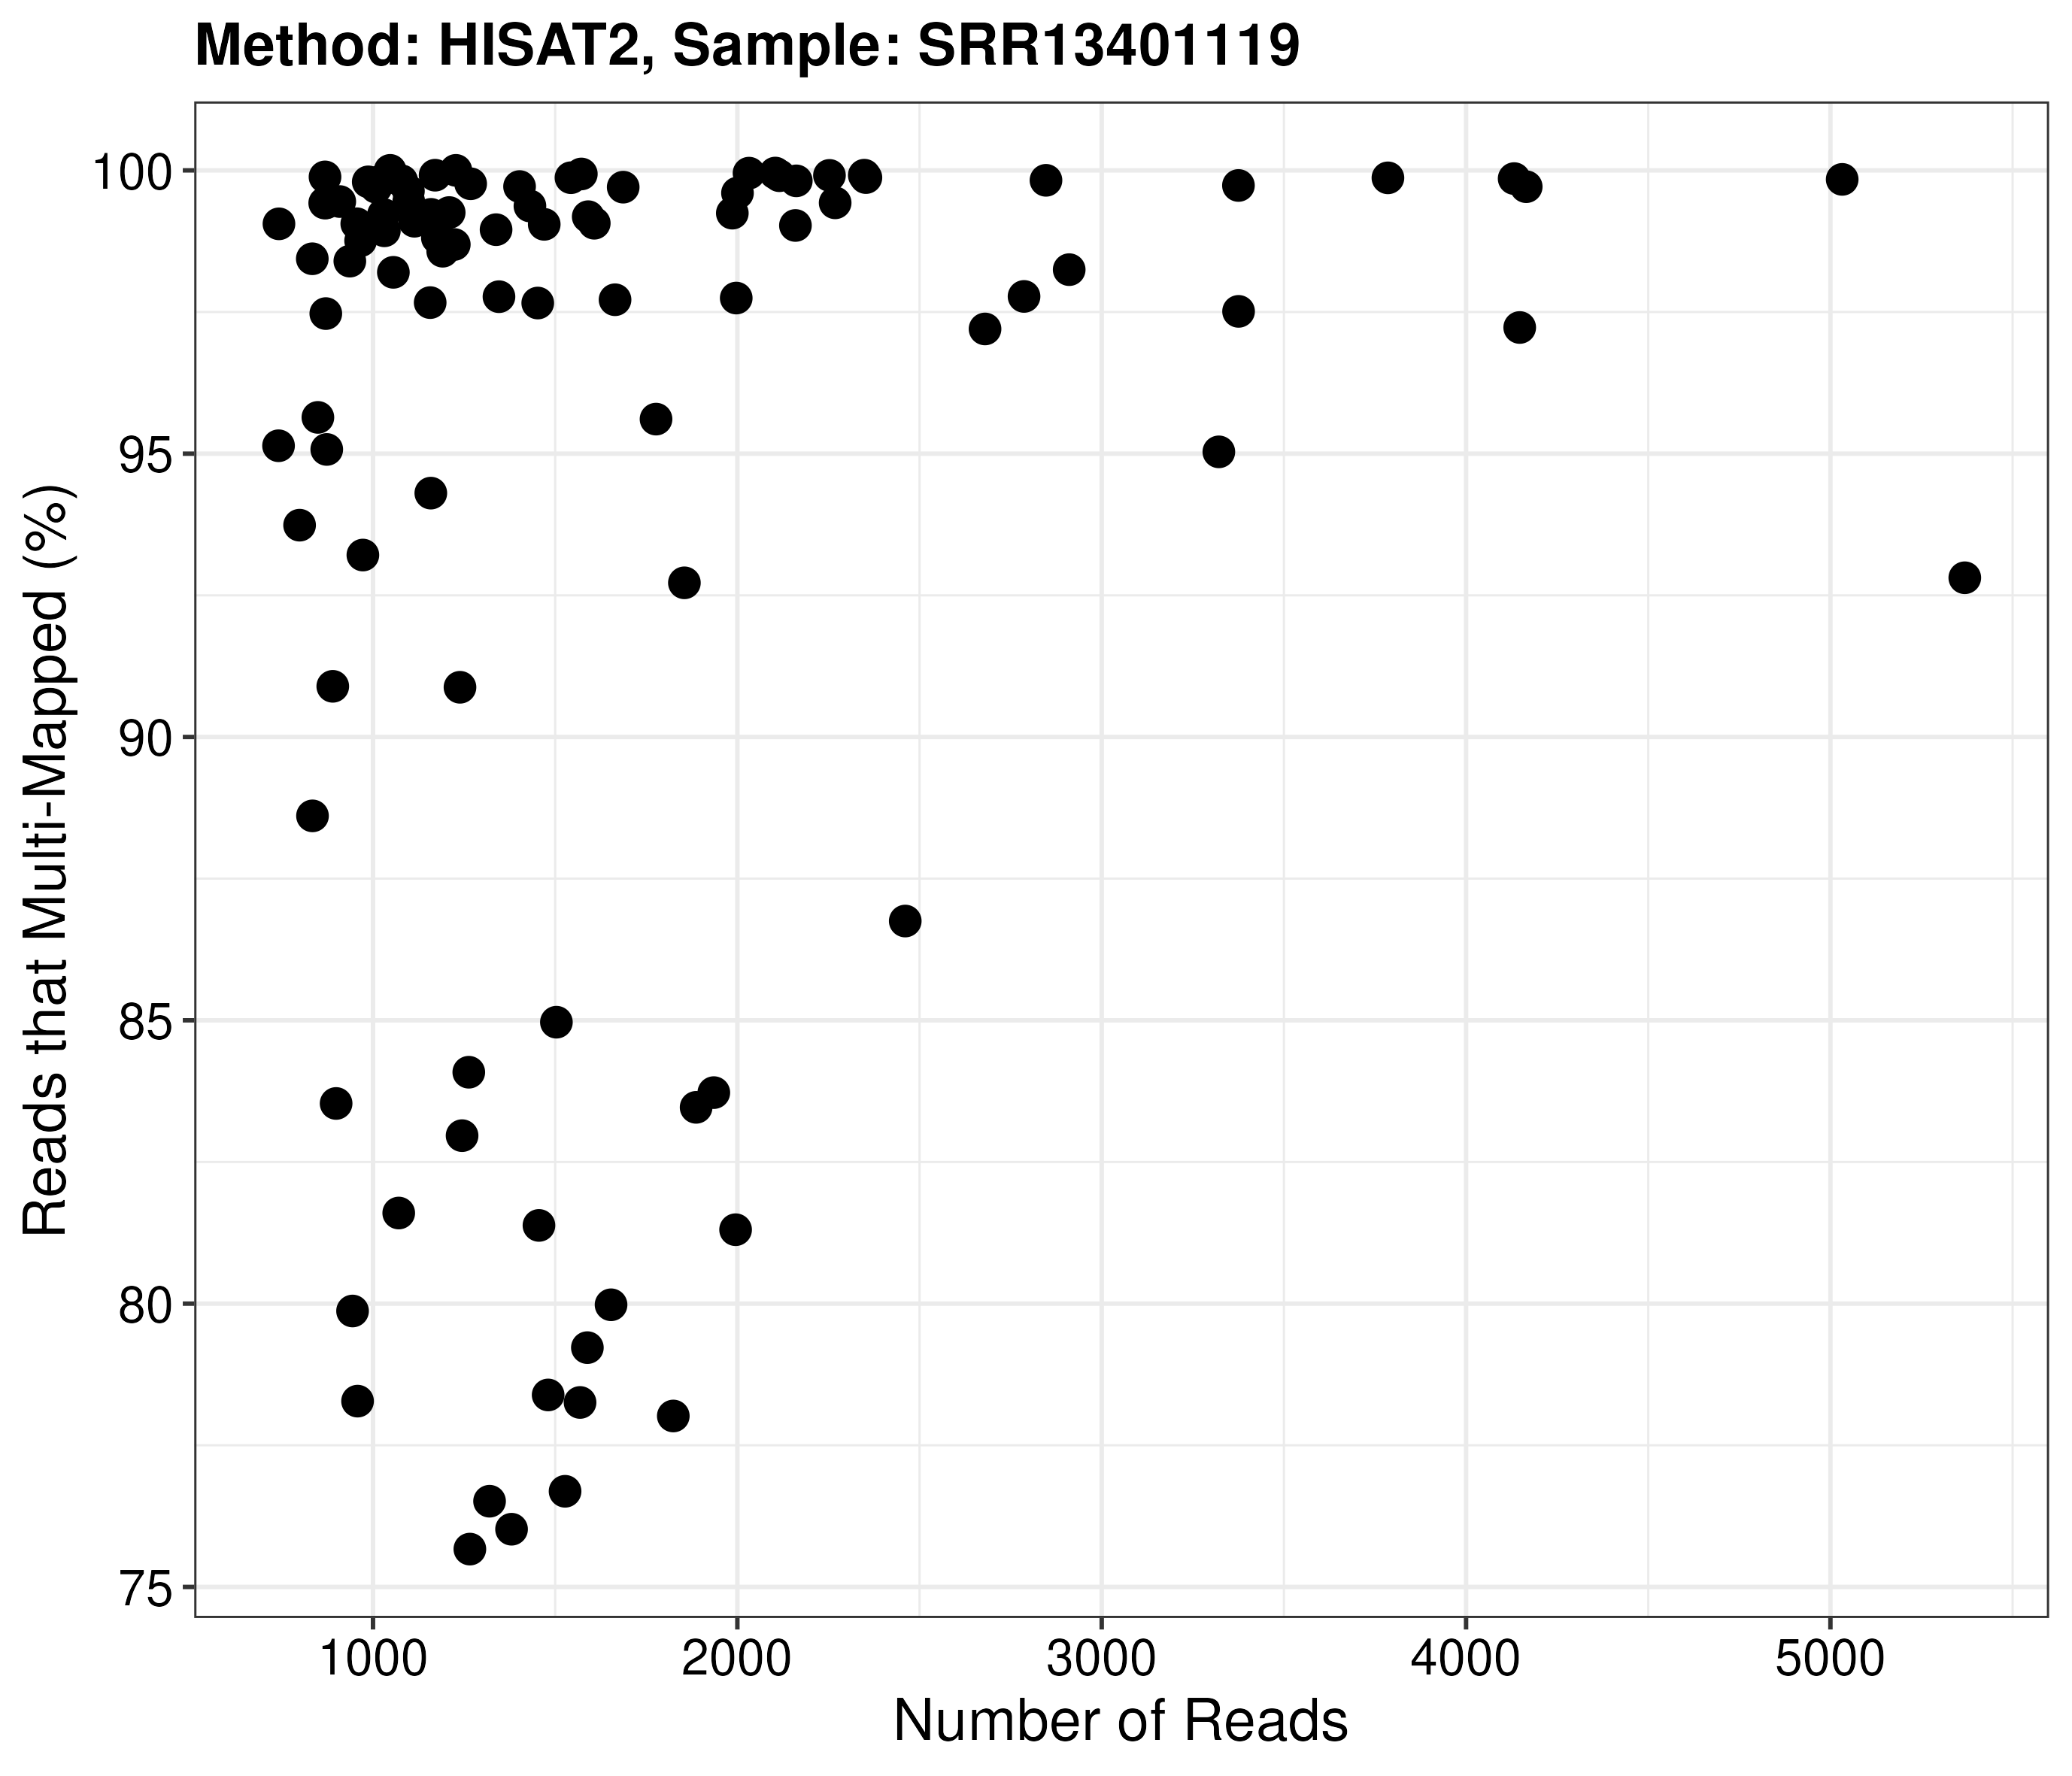 Method: HISAT2, Sample: SRR13401119
Reads that Multi-Mapped (%)
100
95
90
85
80
75
1000 2000 3000 4000 5000
Number of Reads